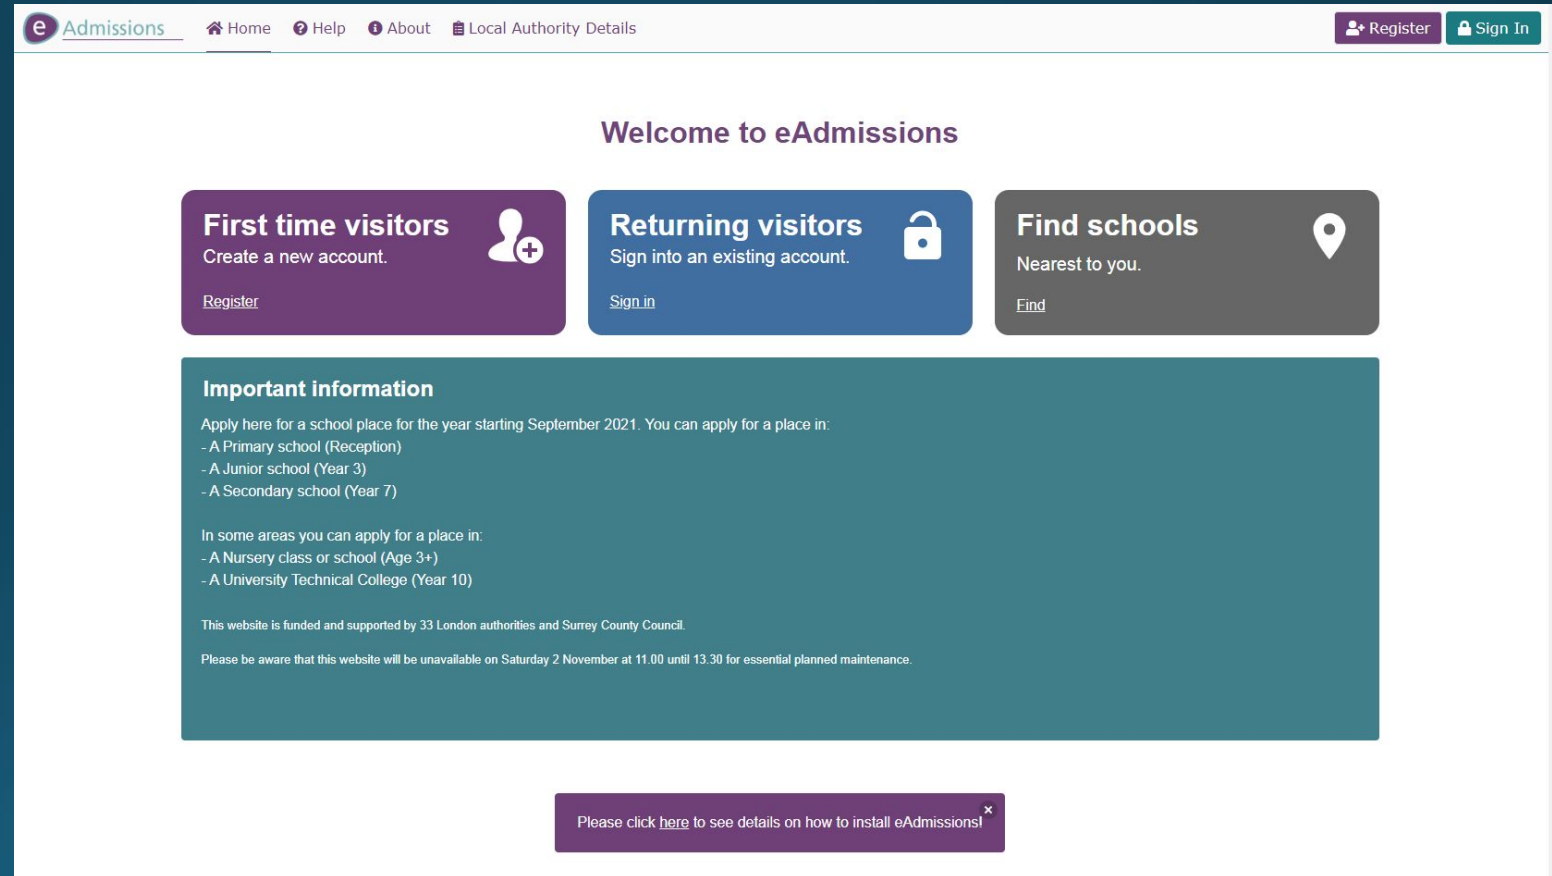 e Admissions
Home
Help
About
Local Authority Details
Register
Sign In
Welcome to eAdmissions
First time visitors
Create a new account.
Register
Returning visitors
Sign into an existing account.
Sign in
Find schools
Nearest to you.
Find
Important information
Apply here for a school place for the year starting September 2021. You can apply for a place in:
- A Primary school (Reception)
- A Junior school (Year 3)
- A Secondary school (Year 7)
In some areas you can apply for a place in:
- A Nursery class or school (Age 3+)
- A University Technical College (Year 10)
This website is funded and supported by 33 London authorities and Surrey County Council.
Please be aware that this website will be unavailable on Saturday 2 November at 11.00 until 13.30 for essential planned maintenance.
Please click here to see details on how to install eAdmissions!